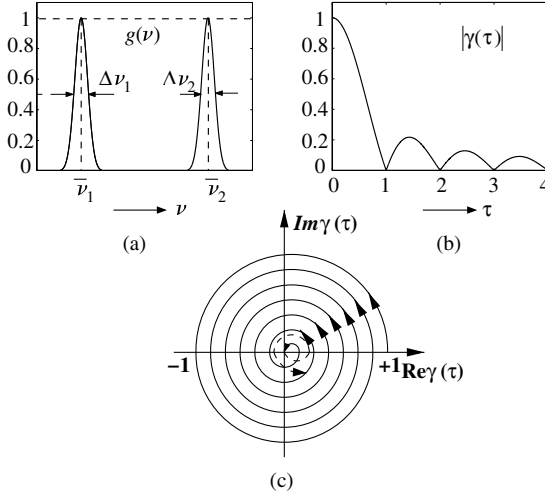 1
g(ν)
0.8
0.6
Δν₁
Λν₂
0.4
0.2
0
ν̅₁
ν̅₂
ν
(a)
1
|γ(τ)|
0.8
0.6
0.4
0.2
0
0 1 2 3 4
τ
(b)
Imγ(τ)
−1
+1 Reγ(τ)
(c)